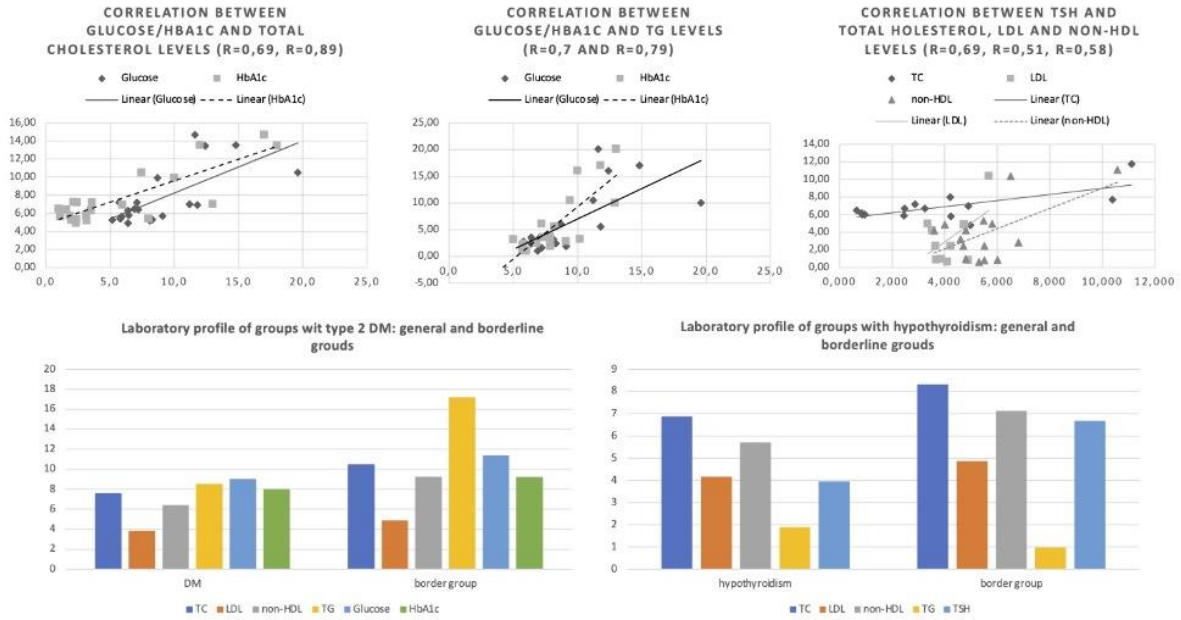 CORRELATION BETWEEN
GLUCOSE/HBA1C AND TOTAL
CHOLESTEROL LEVELS (R=0,69, R=0,89)
Glucose HbA1c
Linear (Glucose) Linear (HbA1c)
16,00
14,00
12,00
10,00
8,00
6,00
4,00
2,00
0,00
0,0 5,0 10,0 15,0 20,0 25,0
CORRELATION BETWEEN
GLUCOSE/HBA1C AND TG LEVELS
(R=0,7 AND R=0,79)
Glucose HbA1c
Linear (Glucose) Linear (HbA1c)
25,00
20,00
15,00
10,00
5,00
0,00
-5,00
0,0 5,0 10,0 15,0 20,0 25,0
CORRELATION BETWEEN TSH AND
TOTAL HOLESTEROL, LDL AND NON-HDL
LEVELS (R=0,69, R=0,51, R=0,58)
TC LDL
non-HDL Linear (TC)
Linear (LDL) Linear (non-HDL)
14,00
12,00
10,00
8,00
6,00
4,00
2,00
0,00
0,000 2,000 4,000 6,000 8,000 10,000 12,000
Laboratory profile of groups wit type 2 DM: general and borderline
grouds
20
18
16
14
12
10
8
6
4
2
0
DM border group
TC LDL non-HDL TG Glucose HbA1c
Laboratory profile of groups with hypothyroidism: general and
borderline grouds
9
8
7
6
5
4
3
2
1
0
hypothyroidism border group
TC LDL non-HDL TG TSH